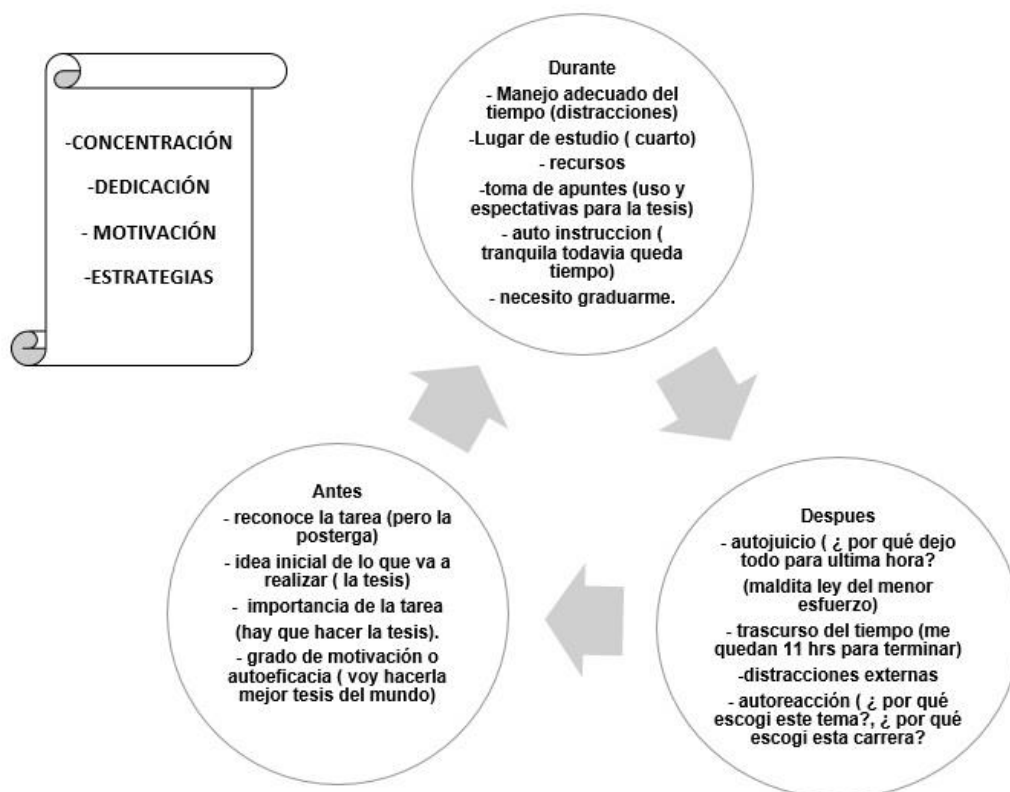 -CONCENTRACIÓN
-DEDICACIÓN
- MOTIVACIÓN
-ESTRATEGIAS
Durante
- Manejo adecuado del
tiempo (distracciones)
-Lugar de estudio ( cuarto)
- recursos
-toma de apuntes (uso y
espectativas para la tesis)
- auto instruccion (
tranquila todavia queda
tiempo)
- necesito graduarme.
Antes
- reconoce la tarea (pero la
posterga)
- idea inicial de lo que va a
realizar ( la tesis)
- importancia de la tarea
(hay que hacer la tesis).
- grado de motivación o
autoeficacia ( voy hacerla
mejor tesis del mundo)
Despues
- autojuicio ( ¿ por qué dejo
todo para ultima hora?
(maldita ley del menor
esfuerzo)
- trascurso del tiempo (me
quedan 11 hrs para terminar)
-distracciones externas
- autoreacción ( ¿ por qué
escogi este tema?, ¿ por qué
escogi esta carrera?